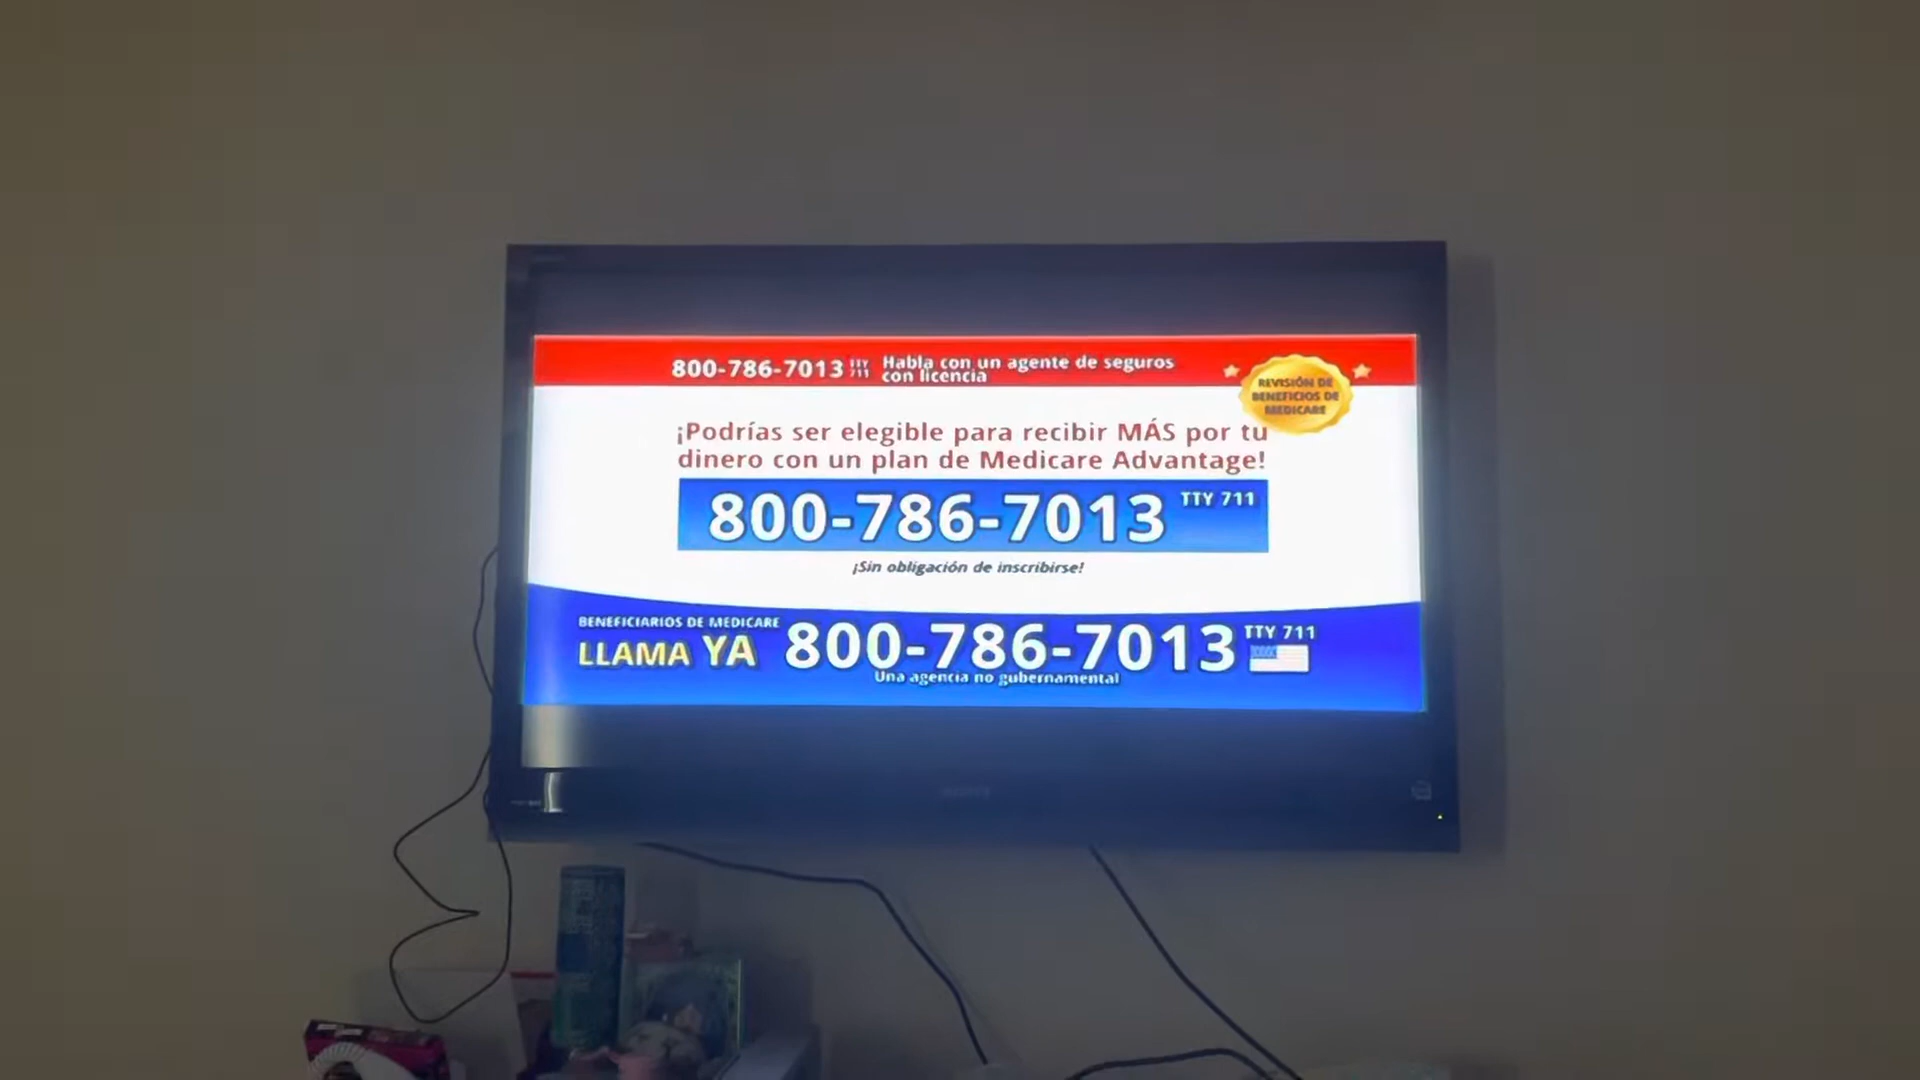 800-786-7013 TTY 711 Habla con un agente de seguros
con licencia
REVISIÓN DE
BENEFICIOS DE
MEDICARE
¡Podrías ser elegible para recibir MÁS por tu
dinero con un plan de Medicare Advantage!
800-786-7013 TTY 711
¡Sin obligación de inscribirse!
BENEFICIARIOS DE MEDICARE
LLAMA YA 800-786-7013 TTY 711
Una agencia no gubernamental